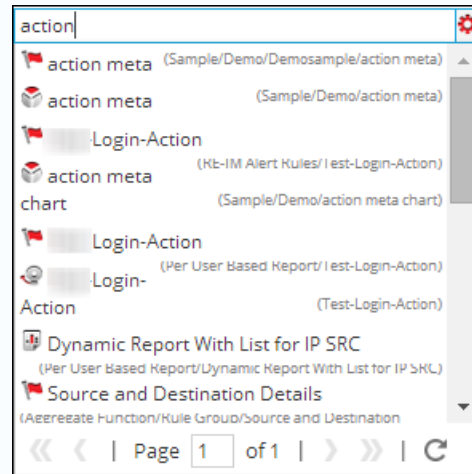 action
action meta (Sample/Demo/Demosample/action meta)
action meta (Sample/Demo/action meta)
-Login-Action
(RE-IM Alert Rules/Test-Login-Action)
action meta
chart (Sample/Demo/action meta chart)
Login-Action
(Per User Based Report/Test-Login-Action)
-Login-
Action (Test-Login-Action)
Dynamic Report With List for IP SRC
(Per User Based Report/Dynamic Report With List for IP SRC)
Source and Destination Details
(Aggregate Function/Rule Group/Source and Destination
Page 1 of 1